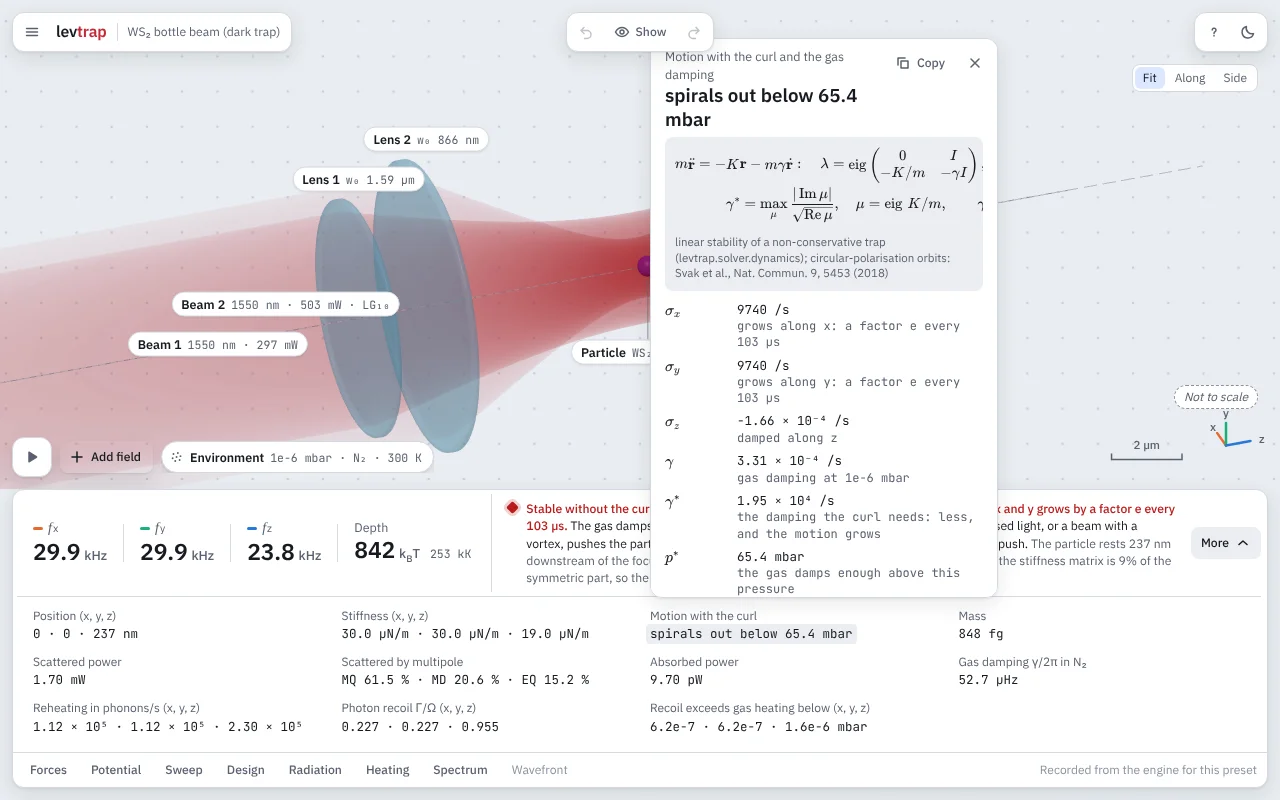 levtrap
WS₂ bottle beam (dark trap)
Show
?
Fit
Along
Side
Lens 2 w₀ 866 nm
Lens 1 w₀ 1.59 µm
Beam 2 1550 nm · 503 mW · LG₁₀
Beam 1 1550 nm · 297 mW
Particle WS₂
Motion with the curl and the gas
damping
Copy
spirals out below 65.4
mbar
mr̈ = −Kr − mγṙ : λ = eig ( 0 I −K/m −γI ),
γ* = max_μ |Im μ| / √Re μ, μ = eig K/m,
linear stability of a non-conservative trap
(levtrap.solver.dynamics); circular-polarisation orbits:
Svak et al., Nat. Commun. 9, 5453 (2018)
σx 9740 /s
grows along x: a factor e every
103 µs
σy 9740 /s
grows along y: a factor e every
103 µs
σz -1.66 × 10⁻⁴ /s
damped along z
γ 3.31 × 10⁻⁴ /s
gas damping at 1e-6 mbar
γ* 1.95 × 10⁴ /s
the damping the curl needs: less,
and the motion grows
p* 65.4 mbar
the gas damps enough above this
pressure
Not to scale
y
x
z
2 µm
Add field
Environment 1e-6 mbar · N₂ · 300 K
fx
29.9 kHz
fy
29.9 kHz
fz
23.8 kHz
Depth
842 kBT 253 kK
Stable without the cur
x and y grows by a factor e every
103 µs. The gas damps
sed light, or a beam with a
vortex, pushes the part
push. The particle rests 237 nm
downstream of the foc
the stiffness matrix is 9% of the
symmetric part, so the
More
Position (x, y, z)
0 · 0 · 237 nm
Stiffness (x, y, z)
30.0 µN/m · 30.0 µN/m · 19.0 µN/m
Motion with the curl
spirals out below 65.4 mbar
Mass
848 fg
Scattered power
1.70 mW
Scattered by multipole
MQ 61.5 % · MD 20.6 % · EQ 15.2 %
Absorbed power
9.70 pW
Gas damping γ/2π in N₂
52.7 µHz
Reheating in phonons/s (x, y, z)
1.12 × 10⁵ · 1.12 × 10⁵ · 2.30 × 10⁵
Photon recoil Γ/Ω (x, y, z)
0.227 · 0.227 · 0.955
Recoil exceeds gas heating below (x, y, z)
6.2e-7 · 6.2e-7 · 1.6e-6 mbar
Forces
Potential
Sweep
Design
Radiation
Heating
Spectrum
Wavefront
Recorded from the engine for this preset